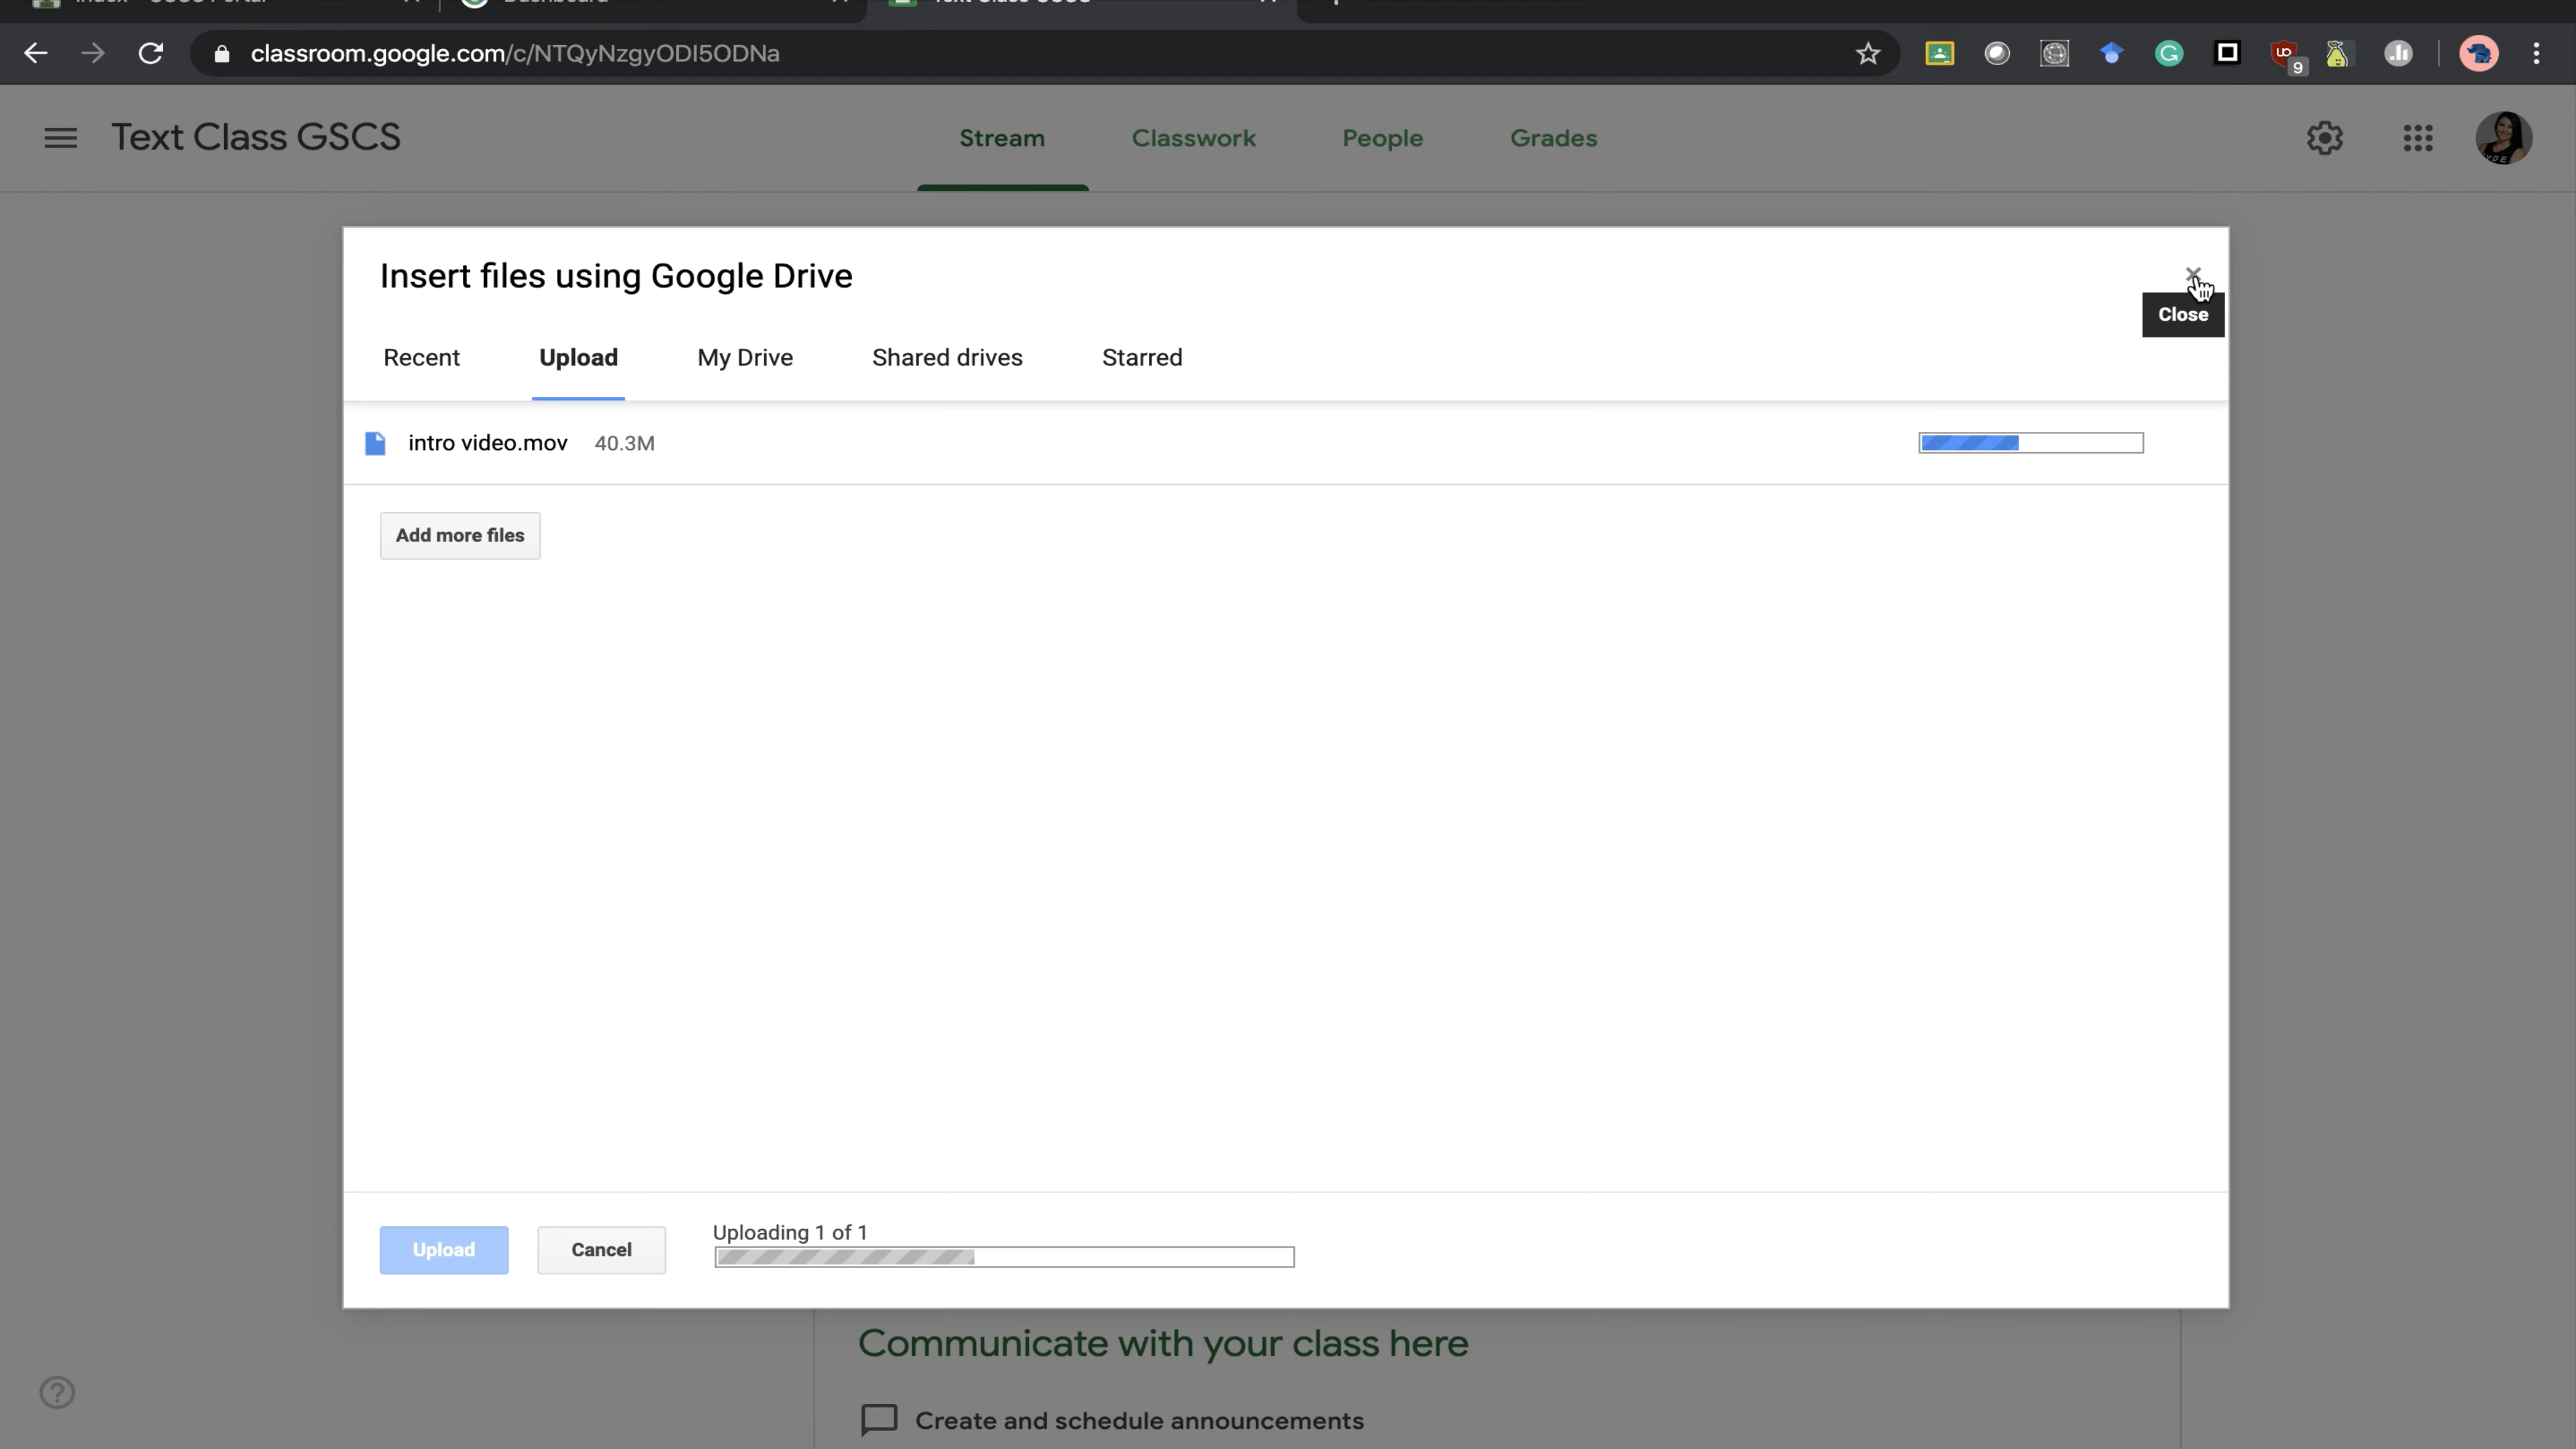 classroom.google.com/c/NTQyNzgyODI5ODNa
9
Text Class GSCS
Stream
Classwork
People
Grades
Insert files using Google Drive
Close
Recent
Upload
My Drive
Shared drives
Starred
intro video.mov 40.3M
Add more files
Upload
Cancel
Uploading 1 of 1
Communicate with your class here
Create and schedule announcements